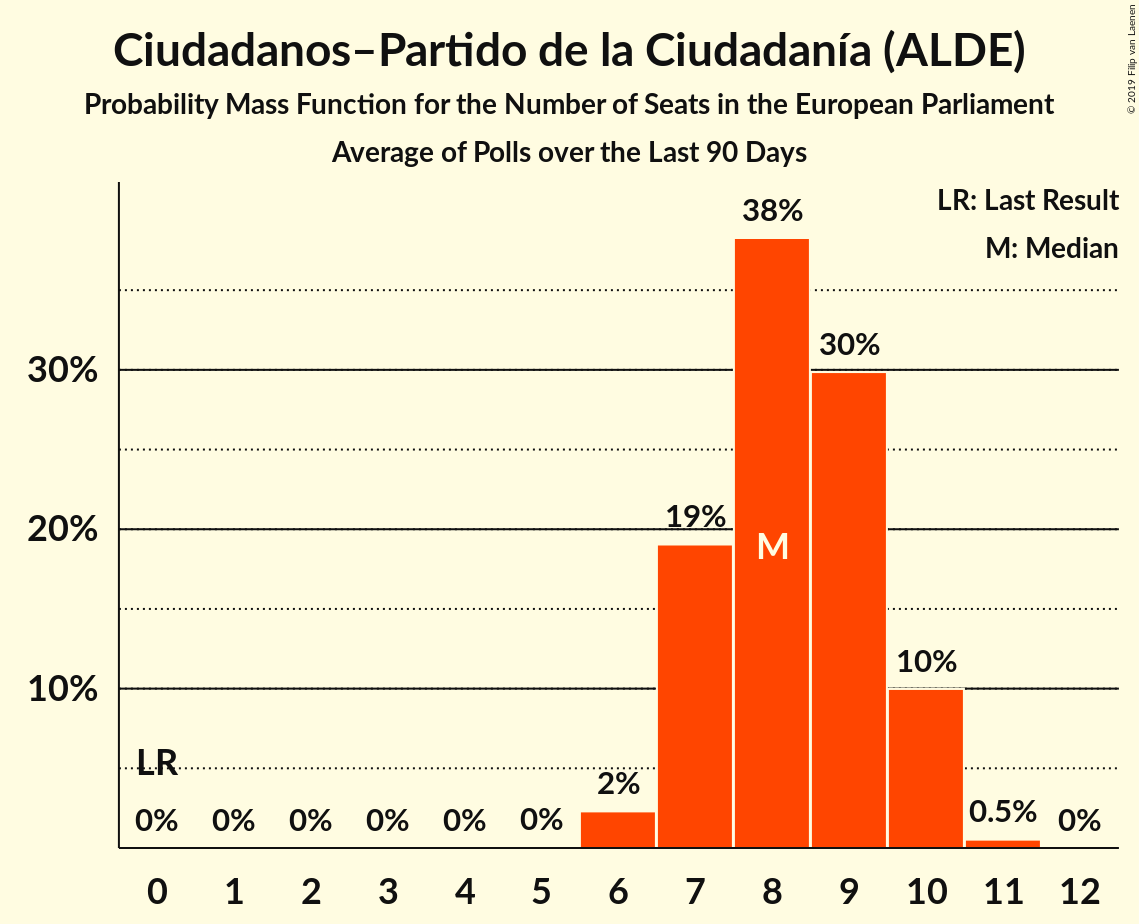 Ciudadanos–Partido de la Ciudadanía (ALDE)
Probability Mass Function for the Number of Seats in the European Parliament
Average of Polls over the Last 90 Days
© 2019 Filip van Laenen
LR: Last Result
M: Median
38%
30%
30%
19%
20%
M
10%
10%
LR
0% 0% 0% 0% 0% 0% 2% 0.5% 0%
0 1 2 3 4 5 6 7 8 9 10 11 12